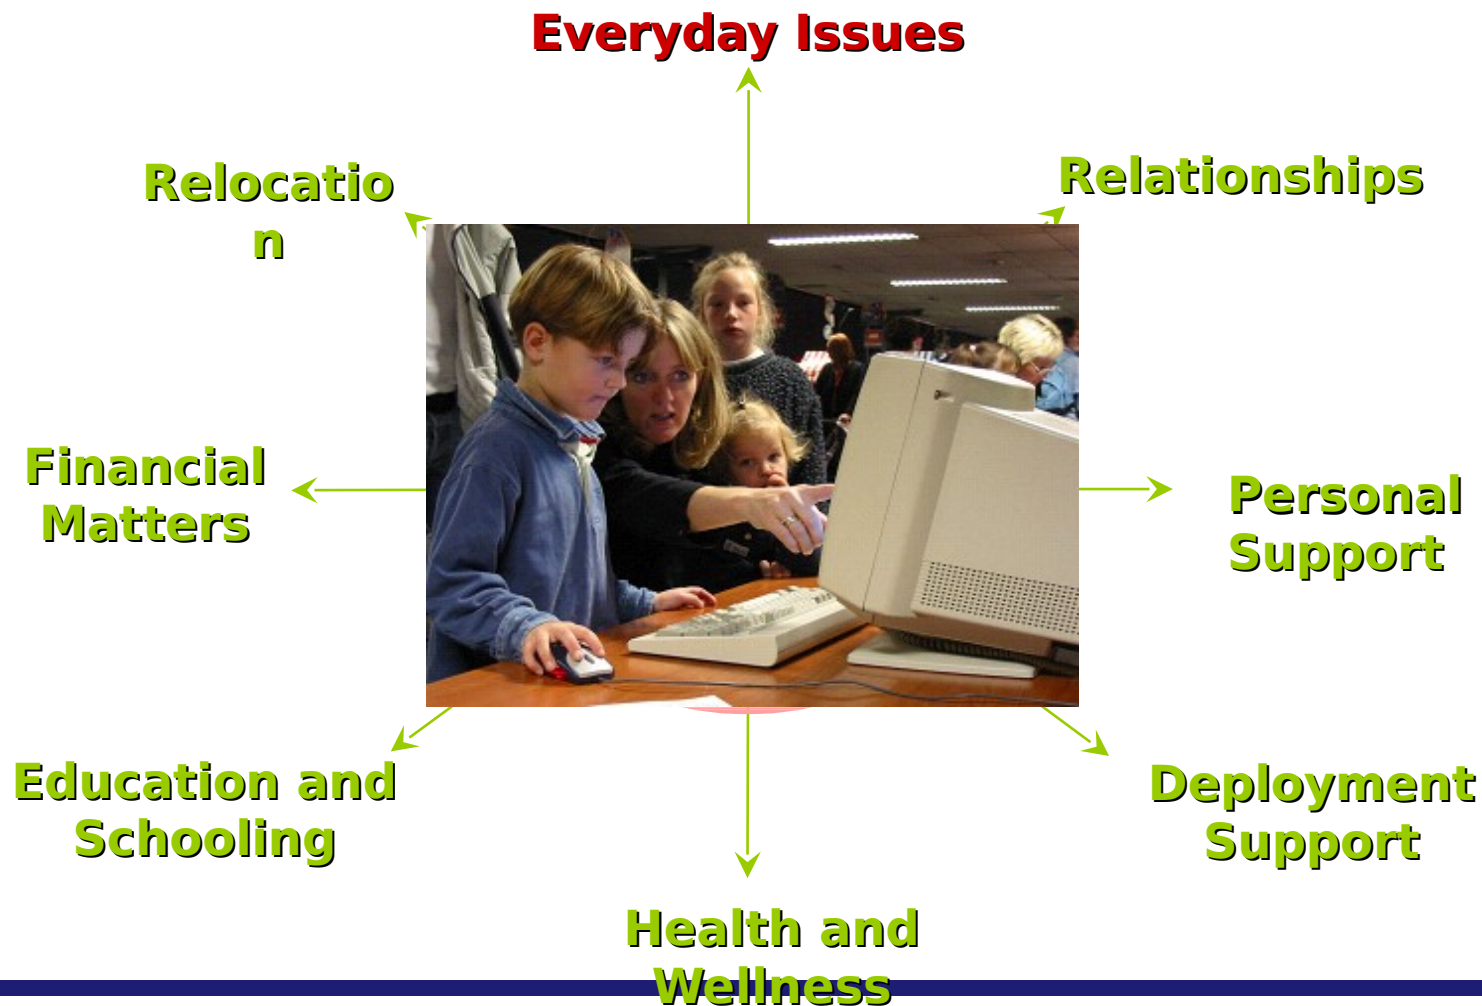 Everyday Issues
Relocatio
n
Relationships
Financial
Matters
Personal
Support
Education and
Schooling
Deployment
Support
Health and
Wellness